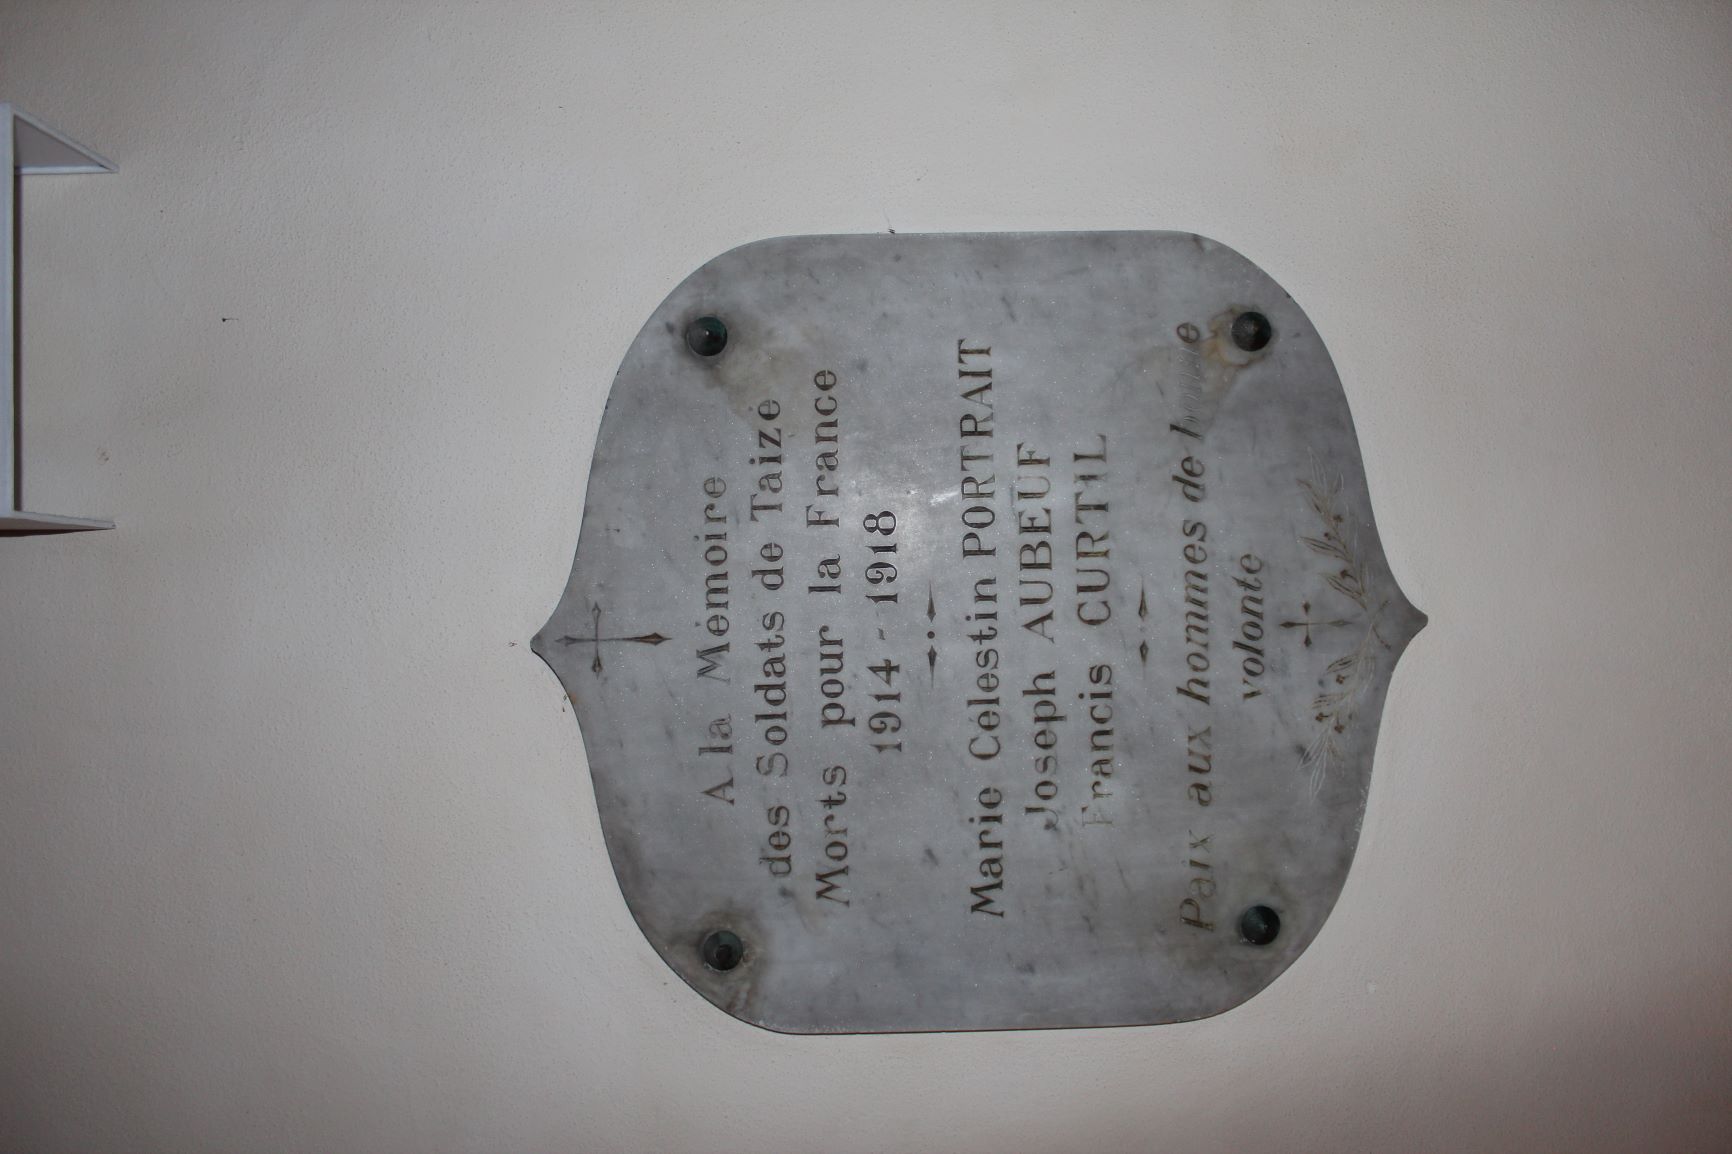 A la Mémoire
des Soldats de Taizé
Morts pour la France
1914-1918
Marie Célestin PORTRAIT
Joseph AUBEUF
Francis CURTIL
Paix aux hommes de bonne
volonté